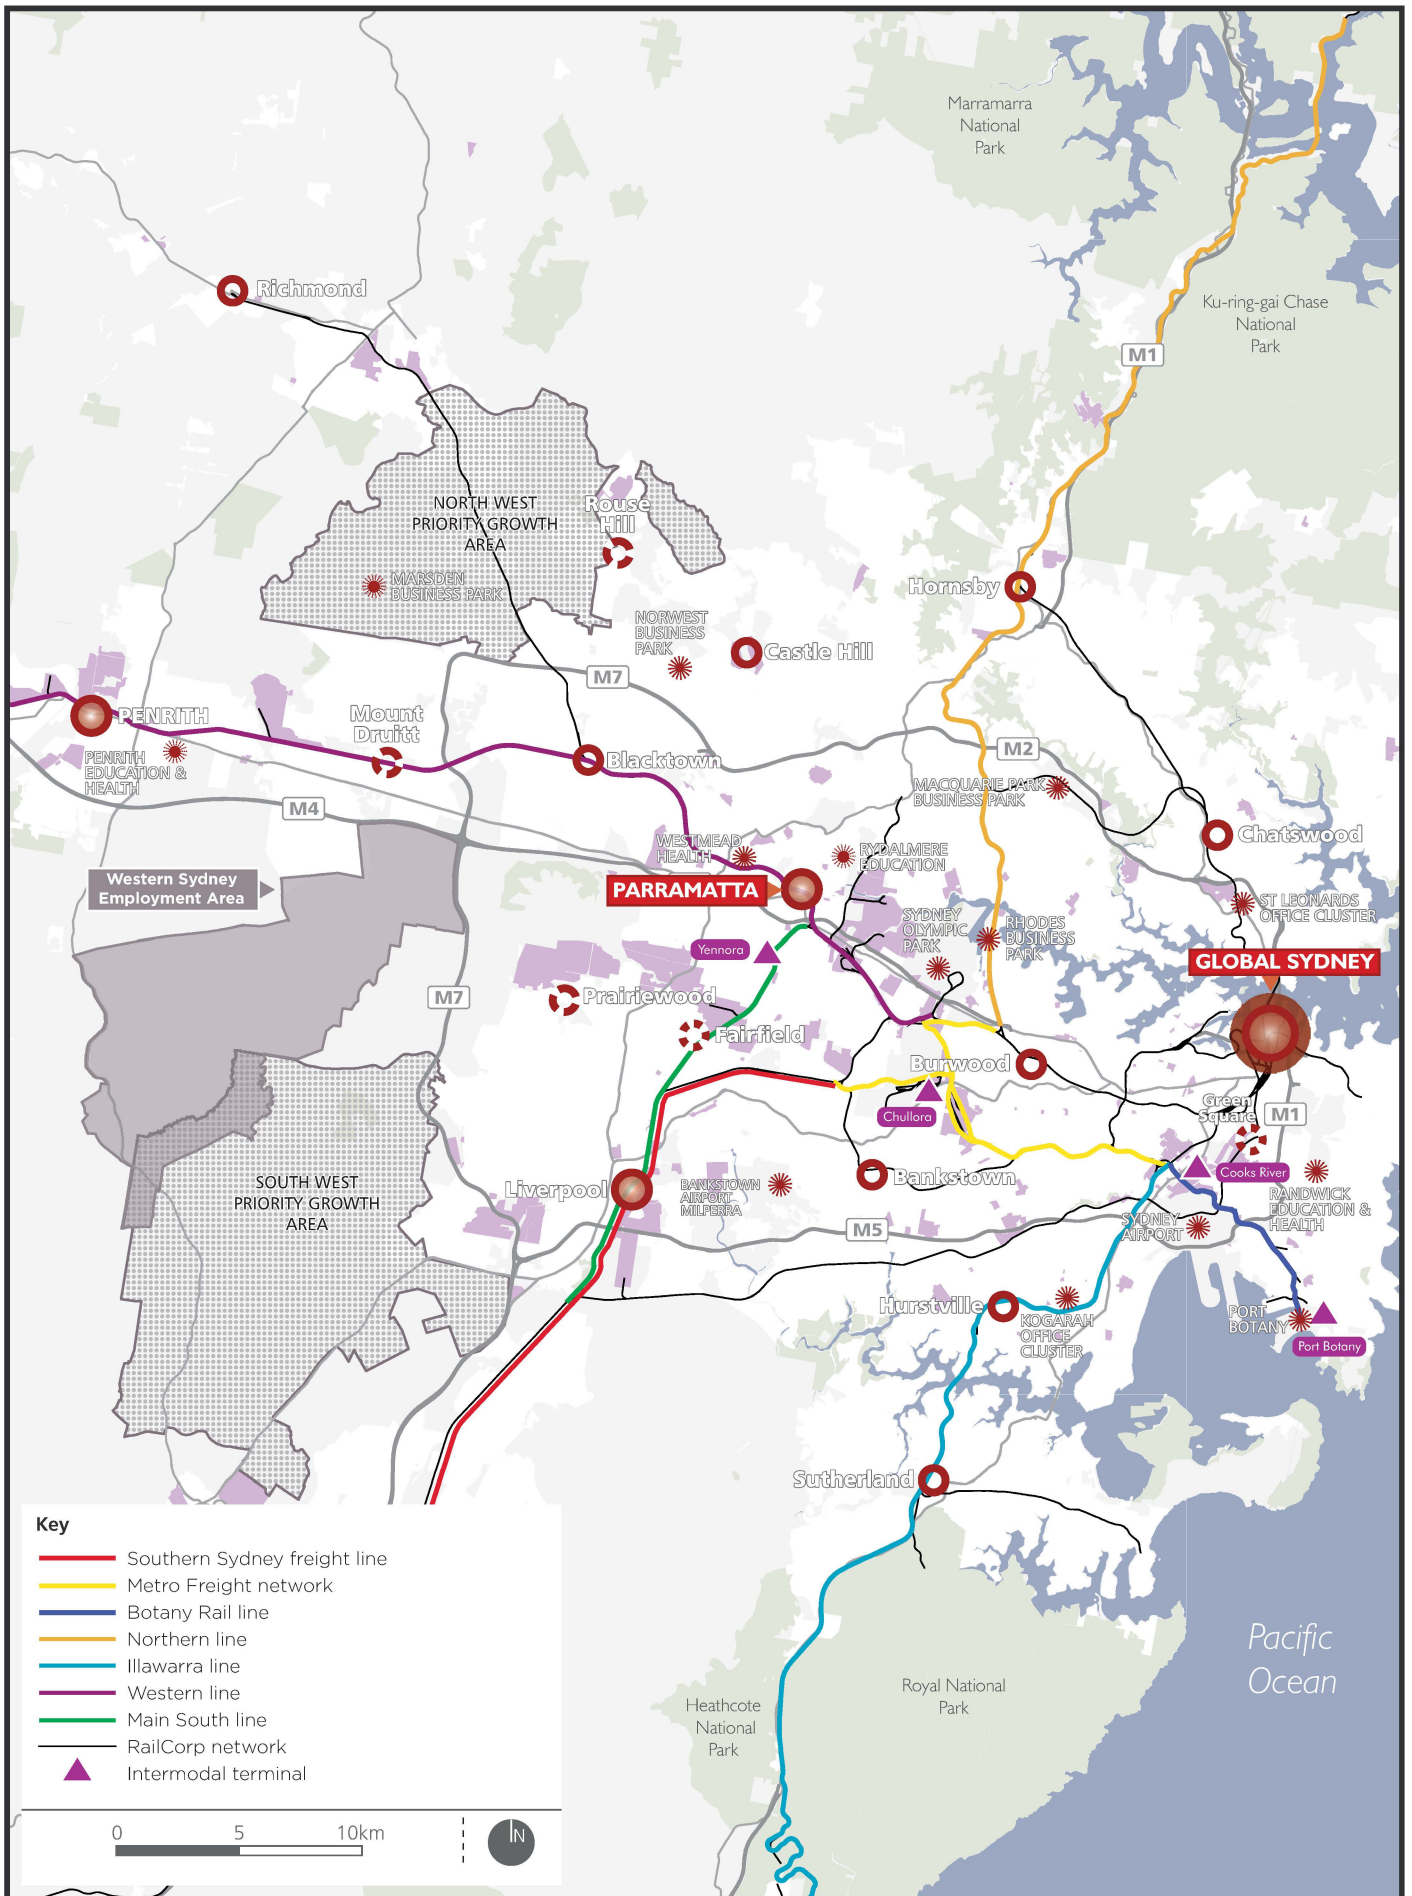 Marramarra
National
Park
Richmond
Ku-ring-gai Chase
National
Park
M1
NORTH WEST
PRIORITY GROWTH
AREA
Rouse
Hill
MARSDEN
BUSINESS PARK
Hornsby
NORWEST
BUSINESS
PARK
Castle Hill
M7
PENRITH
Mount
Druitt
PENRITH
EDUCATION &
HEALTH
Blacktown
M2
MACQUARIE PARK
BUSINESS PARK
M4
Chatswood
WESTMEAD
HEALTH
RYDALMERE
EDUCATION
Western Sydney
Employment Area
PARRAMATTA
ST LEONARDS
OFFICE CLUSTER
SYDNEY
OLYMPIC
PARK
RHODES
BUSINESS
PARK
Yennora
GLOBAL SYDNEY
M7
Prairiewood
Fairfield
Burwood
Chullora
Green
Square
M1
SOUTH WEST
PRIORITY GROWTH
AREA
Liverpool
BANKSTOWN
AIRPORT
MILPERRA
Bankstown
Cooks River
RANDWICK
EDUCATION &
HEALTH
M5
SYDNEY
AIRPORT
Hurstville
KOGARAH
OFFICE
CLUSTER
PORT
BOTANY
Port Botany
Sutherland
Key
Southern Sydney freight line
Metro Freight network
Botany Rail line
Northern line
Illawarra line
Western line
Main South line
RailCorp network
Intermodal terminal
0 5 10km
N
Heathcote
National
Park
Royal National
Park
Pacific
Ocean